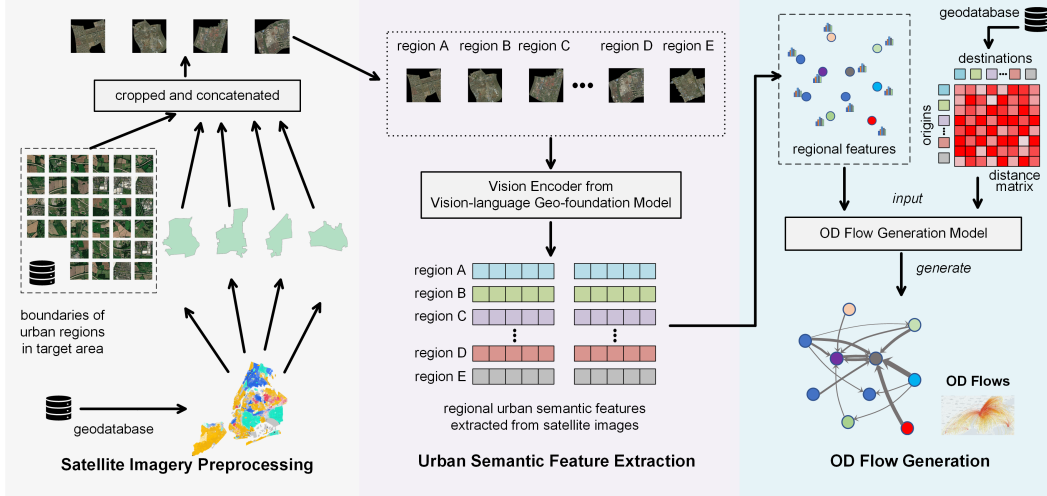 cropped and concatenated
boundaries of
urban regions
in target area
geodatabase
Satellite Imagery Preprocessing
region A
region B
region C
region D
region E
Vision Encoder from
Vision-language Geo-foundation Model
region A
region B
region C
region D
region E
regional urban semantic features
extracted from satellite images
Urban Semantic Feature Extraction
geodatabase
destinations
origins
regional features
distance
matrix
input
OD Flow Generation Model
generate
OD Flows
OD Flow Generation